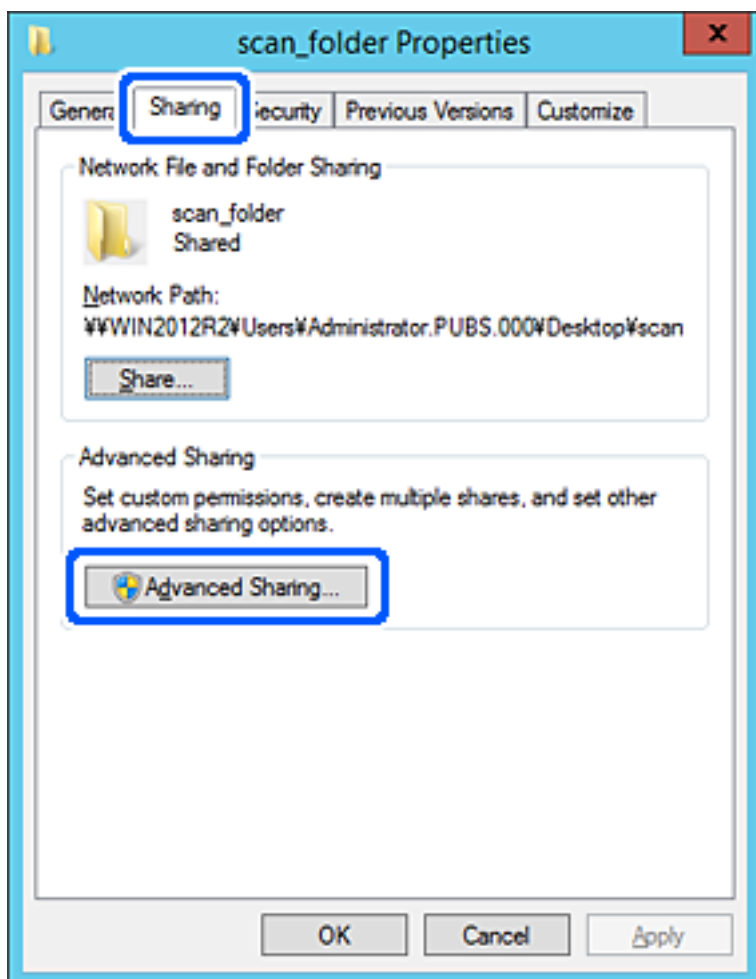 scan_folder Properties
x
Sharing
Previous Versions
Customize
Network File and Folder Sharing
scan_folder
Shared
Network Path:
¥¥WIN2012R2¥Users¥Administrator.PUBS.000¥Desktop¥scan
Share...
Advanced Sharing
Set custom permissions, create multiple shares, and set other
advanced sharing options.
Advanced Sharing...
OK
Cancel
Apply